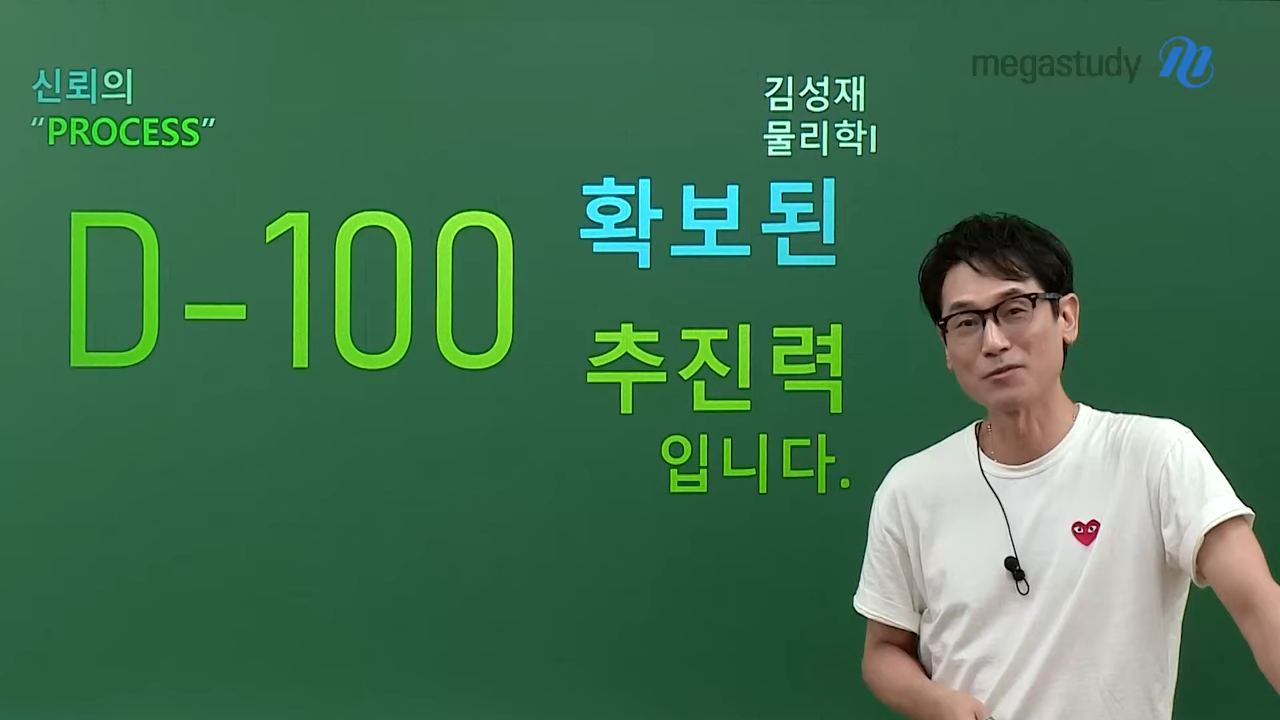 신뢰의
“PROCESS”
D-100
megastudy
김성재
물리학I
확보된
추진력
입니다.